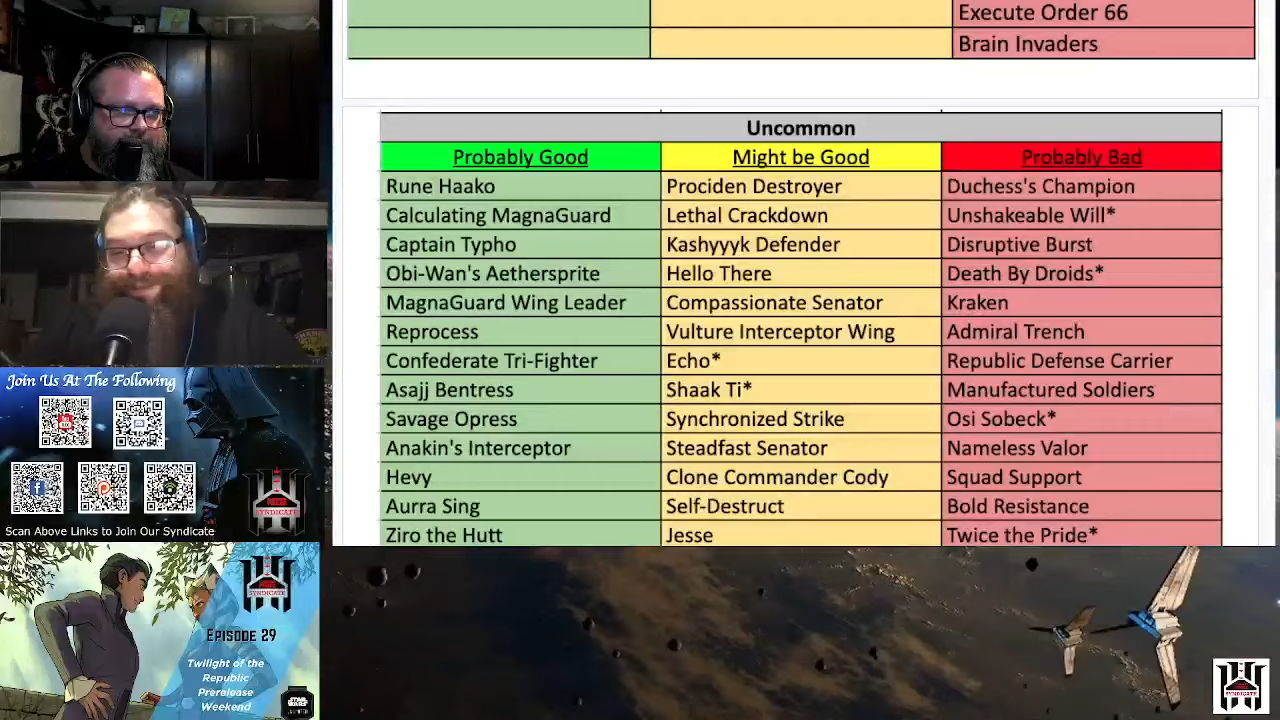 Execute Order 66
Brain Invaders
Uncommon
Probably Good Might be Good Probably Bad
Rune Haako Prociden Destroyer Duchess's Champion
Calculating MagnaGuard Lethal Crackdown Unshakeable Will*
Captain Typho Kashyyyk Defender Disruptive Burst
Obi-Wan's Aethersprite Hello There Death By Droids*
MagnaGuard Wing Leader Compassionate Senator Kraken
Reprocess Vulture Interceptor Wing Admiral Trench
Confederate Tri-Fighter Echo* Republic Defense Carrier
Asajj Bentress Shaak Ti* Manufactured Soldiers
Savage Opress Synchronized Strike Osi Sobeck*
Anakin's Interceptor Steadfast Senator Nameless Valor
Hevy Clone Commander Cody Squad Support
Aurra Sing Self-Destruct Bold Resistance
Ziro the Hutt Jesse Twice the Pride*
Join Us At The Following
SYNDICATE
Scan Above Links to Join Our Syndicate
SYNDICATE
Episode 29
Twilight of the
Republic
Prerelease
Weekend
STAR
WARS
UNLIMITED
SYNDICATE